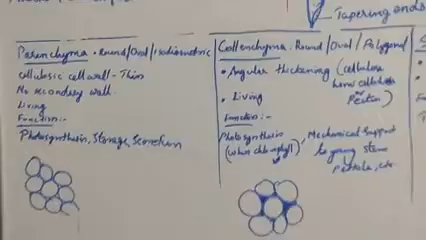 Tapering ends
Parenchyma • Round/Oval/Isodiametric
Cellulosic cell wall - Thin
No secondary wall.
Living
Function:-
Photosynthesis, Storage, Secretion
Collenchyma. Round/Oval/Polygonal
• Angular thickening (cellulose
hemi cellulose
Pectin)
• Living
Function:-
Photosynthesis, Mechanical Support
(when chlorophyll) to young stem
Petiole, etc